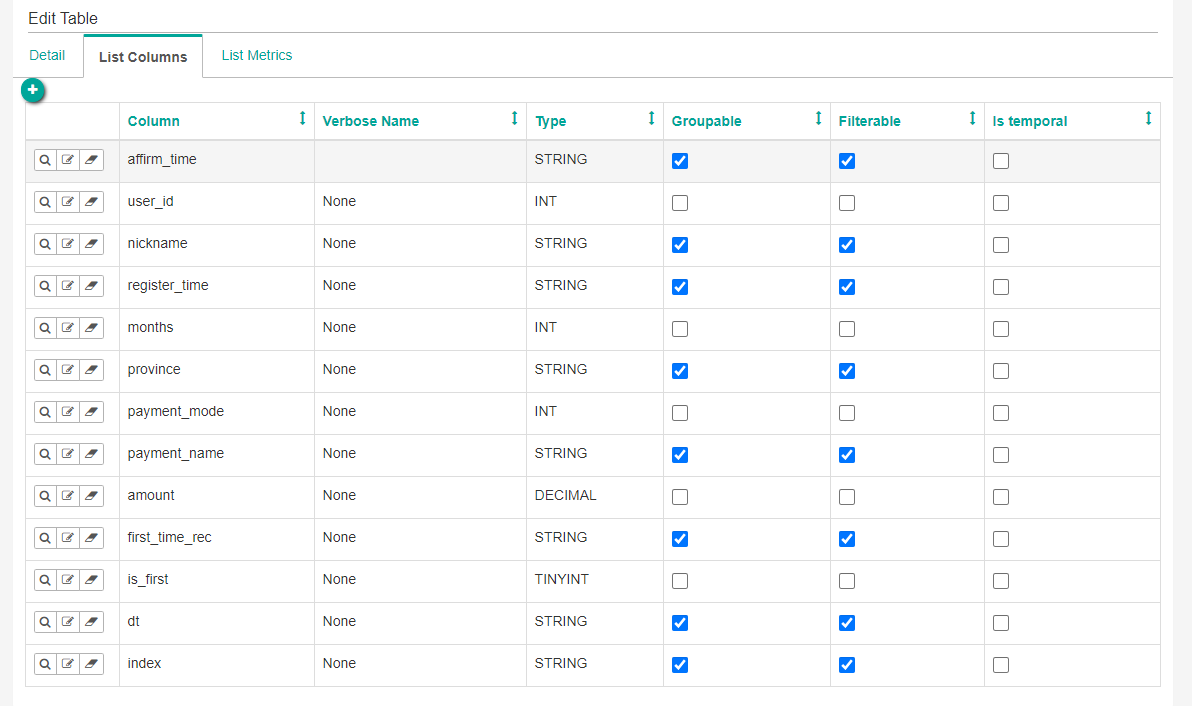 Edit Table
Detail List Columns List Metrics
Column Verbose Name Type Groupable Filterable Is temporal
affirm_time STRING
user_id None INT
nickname None STRING
register_time None STRING
months None INT
province None STRING
payment_mode None INT
payment_name None STRING
amount None DECIMAL
first_time_rec None STRING
is_first None TINYINT
dt None STRING
index None STRING